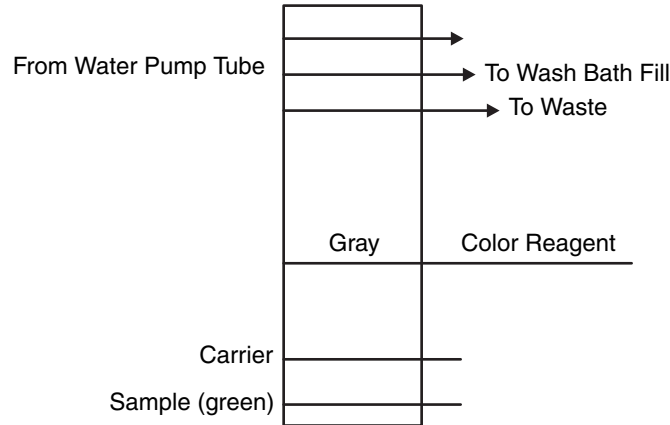 From Water Pump Tube
To Wash Bath Fill
To Waste
Gray
Color Reagent
Carrier
Sample (green)